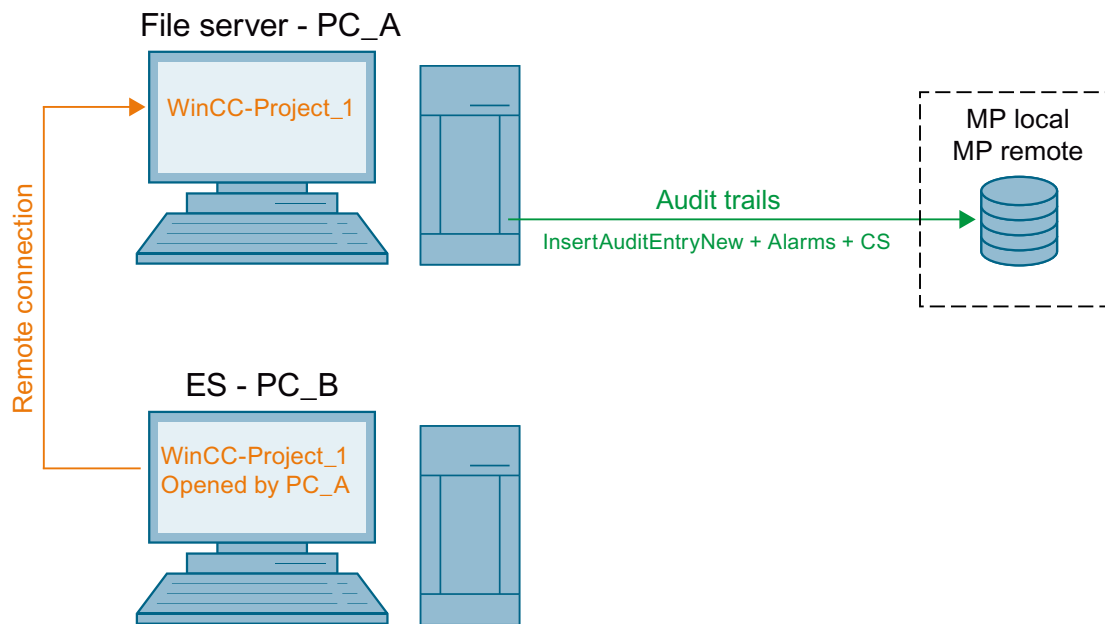 File server - PC_A
WinCC-Project_1
MP local
MP remote
Audit trails
InsertAuditEntryNew + Alarms + CS
Remote connection
ES - PC_B
WinCC-Project_1
Opened by PC_A